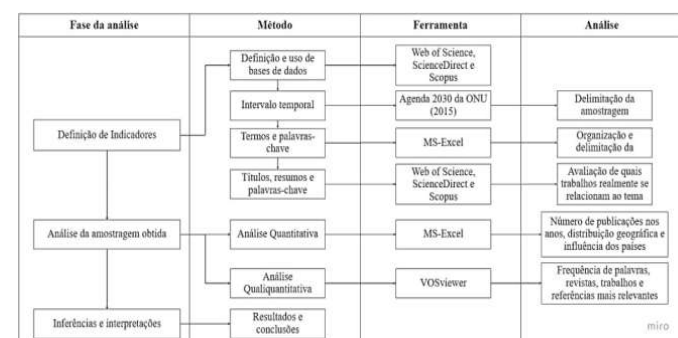 Fase da análise
Método
Ferramenta
Análise
Definição e uso de
bases de dados
Web of Science,
ScienceDirect e
Scopus
Intervalo temporal
Agenda 2030 da ONU
(2015)
Delimitação da
amostragem
Definição de Indicadores
Termos e palavras-
chave
MS-Excel
Organização e
delimitação da
Títulos, resumos e
palavras-chave
Web of Science,
ScienceDirect e
Scopus
Avaliação de quais
trabalhos realmente se
relacionam ao tema
Análise da amostragem obtida
Análise Quantitativa
MS-Excel
Número de publicações nos
anos, distribuição geográfica e
influência dos países
Análise
Qualiquantitativa
VOSviewer
Frequência de palavras,
revistas, trabalhos e
referências mais relevantes
Inferências e interpretações
Resultados e
conclusões
miro